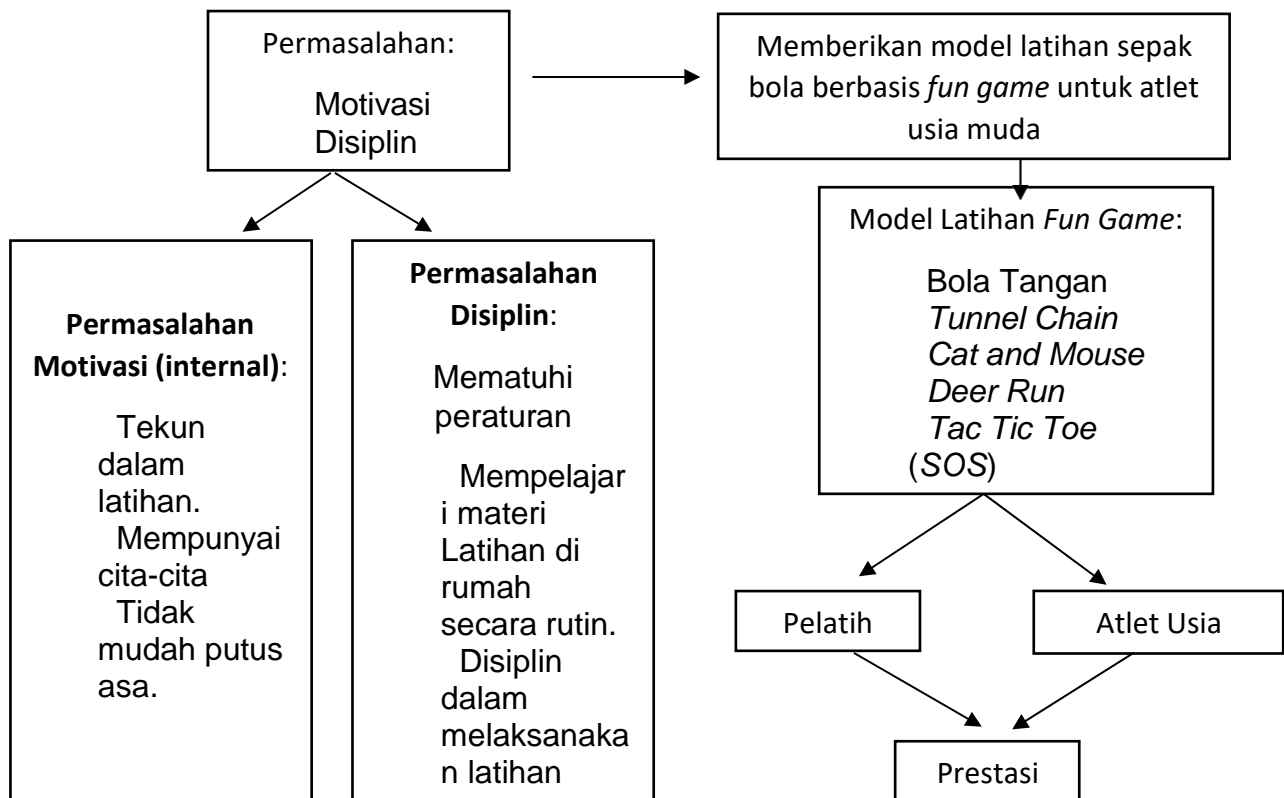 Permasalahan:
Motivasi
Disiplin
Memberikan model latihan sepak
bola berbasis fun game untuk atlet
usia muda
Permasalahan
Motivasi (internal):
Tekun
dalam
latihan.
Mempunyai
cita-cita
Tidak
mudah putus
asa.
Permasalahan
Disiplin:
Mematuhi
peraturan
Mempelajar
i materi
Latihan di
rumah
secara rutin.
Disiplin
dalam
melaksanaka
n latihan
Model Latihan Fun Game:
Bola Tangan
Tunnel Chain
Cat and Mouse
Deer Run
Tac Tic Toe
(SOS)
Pelatih
Atlet Usia
Prestasi